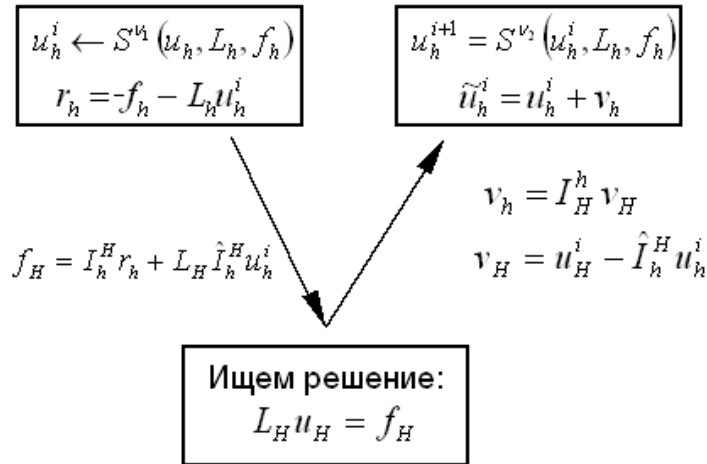 u_h^i ← S^{ν_1}(u_h, L_h, f_h)
r_h =-f_h − L_h u_h^i
u_h^{i+1} = S^{ν_2}(u_h^i, L_h, f_h)
ũ_h^i = u_h^i + v_h
v_h = I_H^h v_H
f_H = I_h^H r_h + L_H Î_h^H u_h^i
v_H = u_H^i − Î_h^H u_h^i
Ищем решение:
L_H u_H = f_H